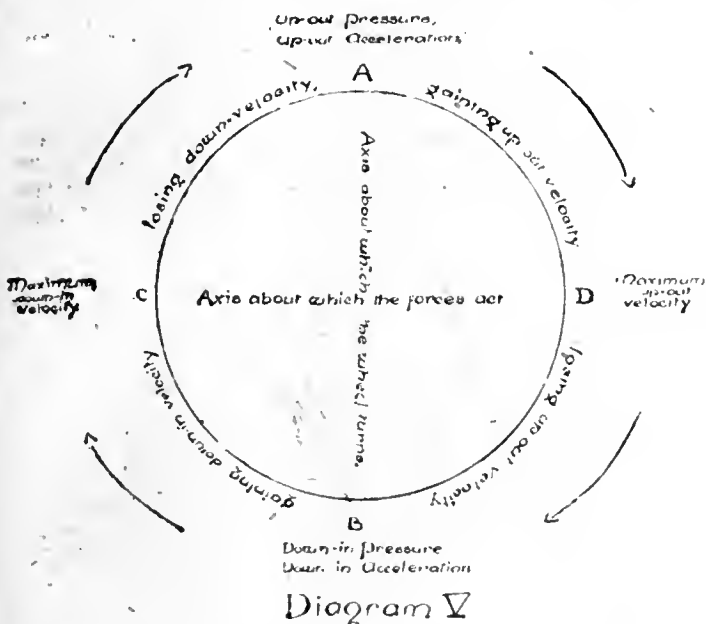 Up-out Pressure,
Up-out Acceleration,
A
losing down-velocity,
gaining up out velocity
Axis about which the wheel turns.
Maximum
down-in
velocity
C
Axis about which the forces act
D
Maximum
up-out
velocity
gaining down-in velocity
losing up out velocity
B
Down-in Pressure
Down in Acceleration
Diagram V